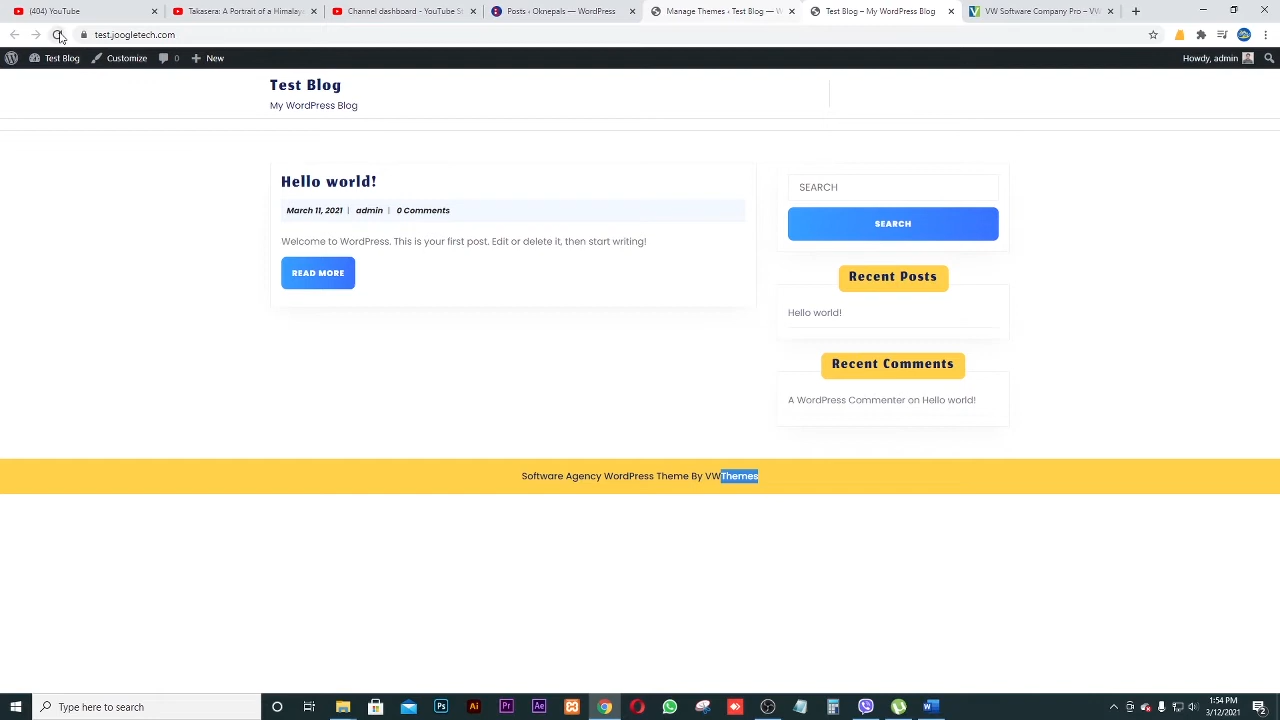 (404) YouTube
Takasera: A Portrait of a Himalay
Channel dashboard - YouTube St
Posts ‹ Oknepals — WordPress
Manage Themes ‹ Test Blog — W
Test Blog – My WordPress Blog
VW Software Company Pro – VW
test.joogletech.com
Test Blog
Customize
0
New
Howdy, admin
Test Blog
My WordPress Blog
Hello world!
March 11, 2021 | admin | 0 Comments
Welcome to WordPress. This is your first post. Edit or delete it, then start writing!
READ MORE
SEARCH
SEARCH
Recent Posts
Hello world!
Recent Comments
A WordPress Commenter on Hello world!
Software Agency WordPress Theme By VWThemes
Type here to search
1:54 PM
3/12/2021